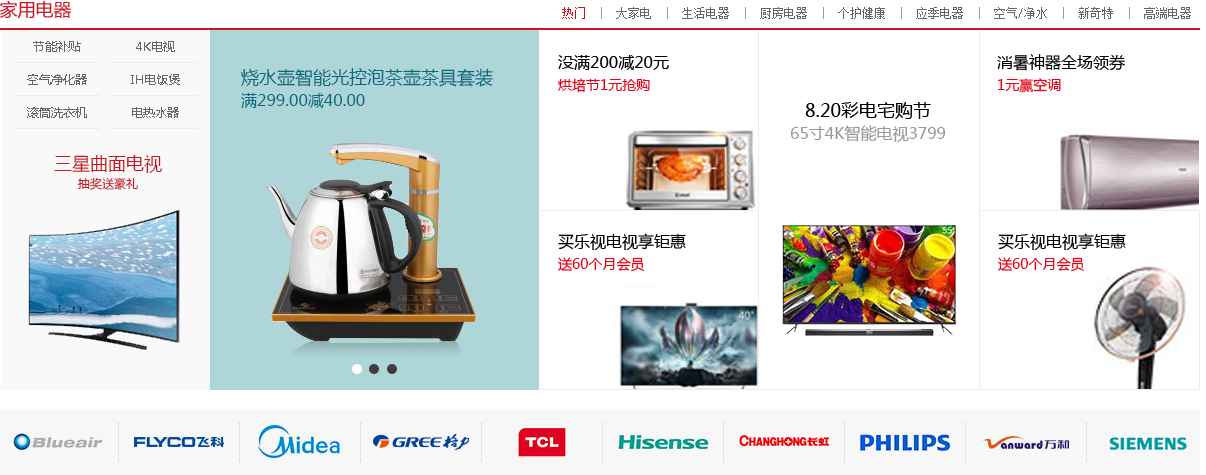 家用电器
热门
大家电
生活电器
厨房电器
个护健康
应季电器
空气/净水
新奇特
高端电器
节能补贴
4K电视
空气净化器
IH电饭煲
滚筒洗衣机
电热水器
三星曲面电视
抽奖送豪礼
烧水壶智能光控泡茶壶茶具套装
满299.00减40.00
没满200减20元
烘培节1元抢购
8.20彩电宅购节
65寸4K智能电视3799
55"
消暑神器全场领券
1元赢空调
买乐视电视享钜惠
送60个月会员
40"
买乐视电视享钜惠
送60个月会员
Blueair
FLYCO飞科
Midea
GREE格力
TCL
Hisense
CHANGHONG长虹
PHILIPS
Vanward万和
SIEMENS